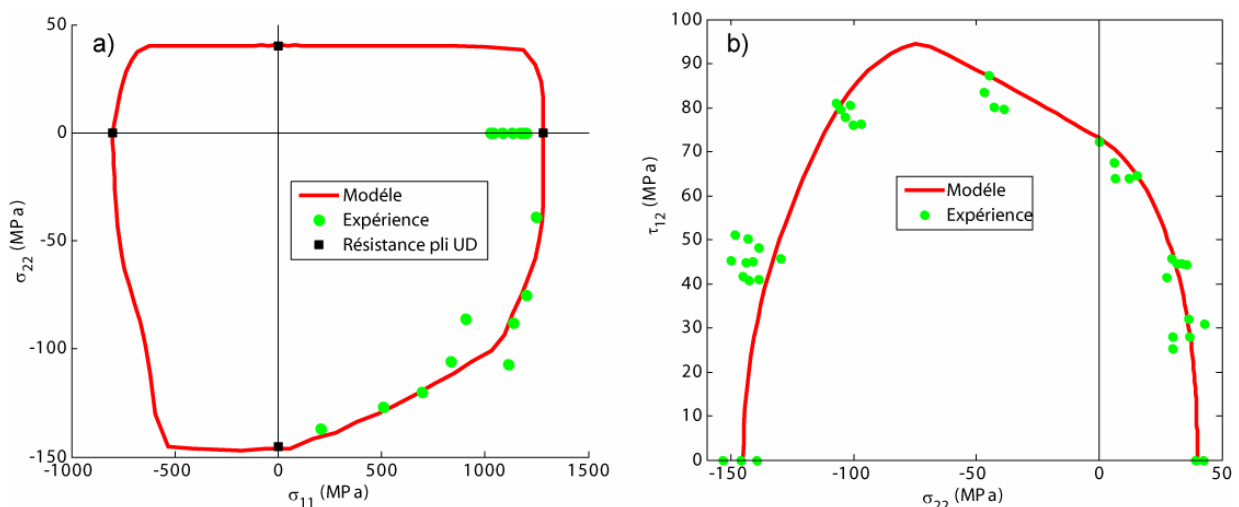 a)
50
0
-50
-100
-150
σ22 (MPa)
-1000
-500
0
500
1000
1500
σ11 (MPa)
Modéle
Expérience
Résistance pli UD
b)
100
90
80
70
60
50
40
30
20
10
0
τ12 (MPa)
-150
-100
-50
0
50
σ22 (MPa)
Modéle
Expérience